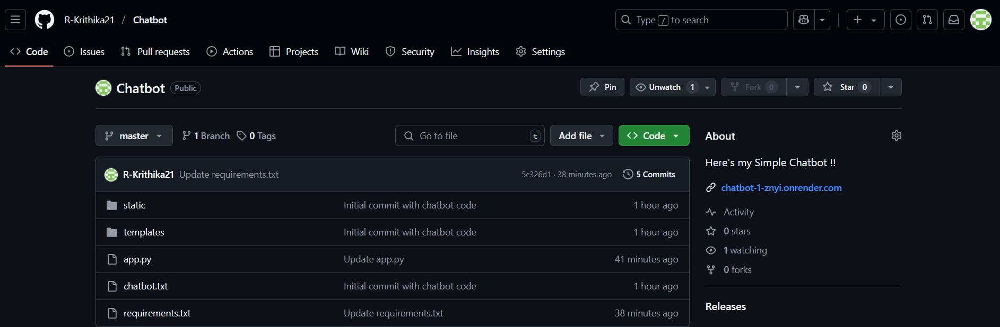 R-Krithika21 / Chatbot Type / to search
Code Issues Pull requests Actions Projects Wiki Security Insights Settings
Chatbot Public Pin Unwatch 1 Fork 0 Star 0
master 1 Branch 0 Tags Go to file t Add file Code
R-Krithika21 Update requirements.txt 5c326d1 · 38 minutes ago 5 Commits
static Initial commit with chatbot code 1 hour ago
templates Initial commit with chatbot code 1 hour ago
app.py Update app.py 41 minutes ago
chatbot.txt Initial commit with chatbot code 1 hour ago
requirements.txt Update requirements.txt 38 minutes ago
About
Here's my Simple Chatbot !!
chatbot-1-znyi.onrender.com
Activity
0 stars
1 watching
0 forks
Releases